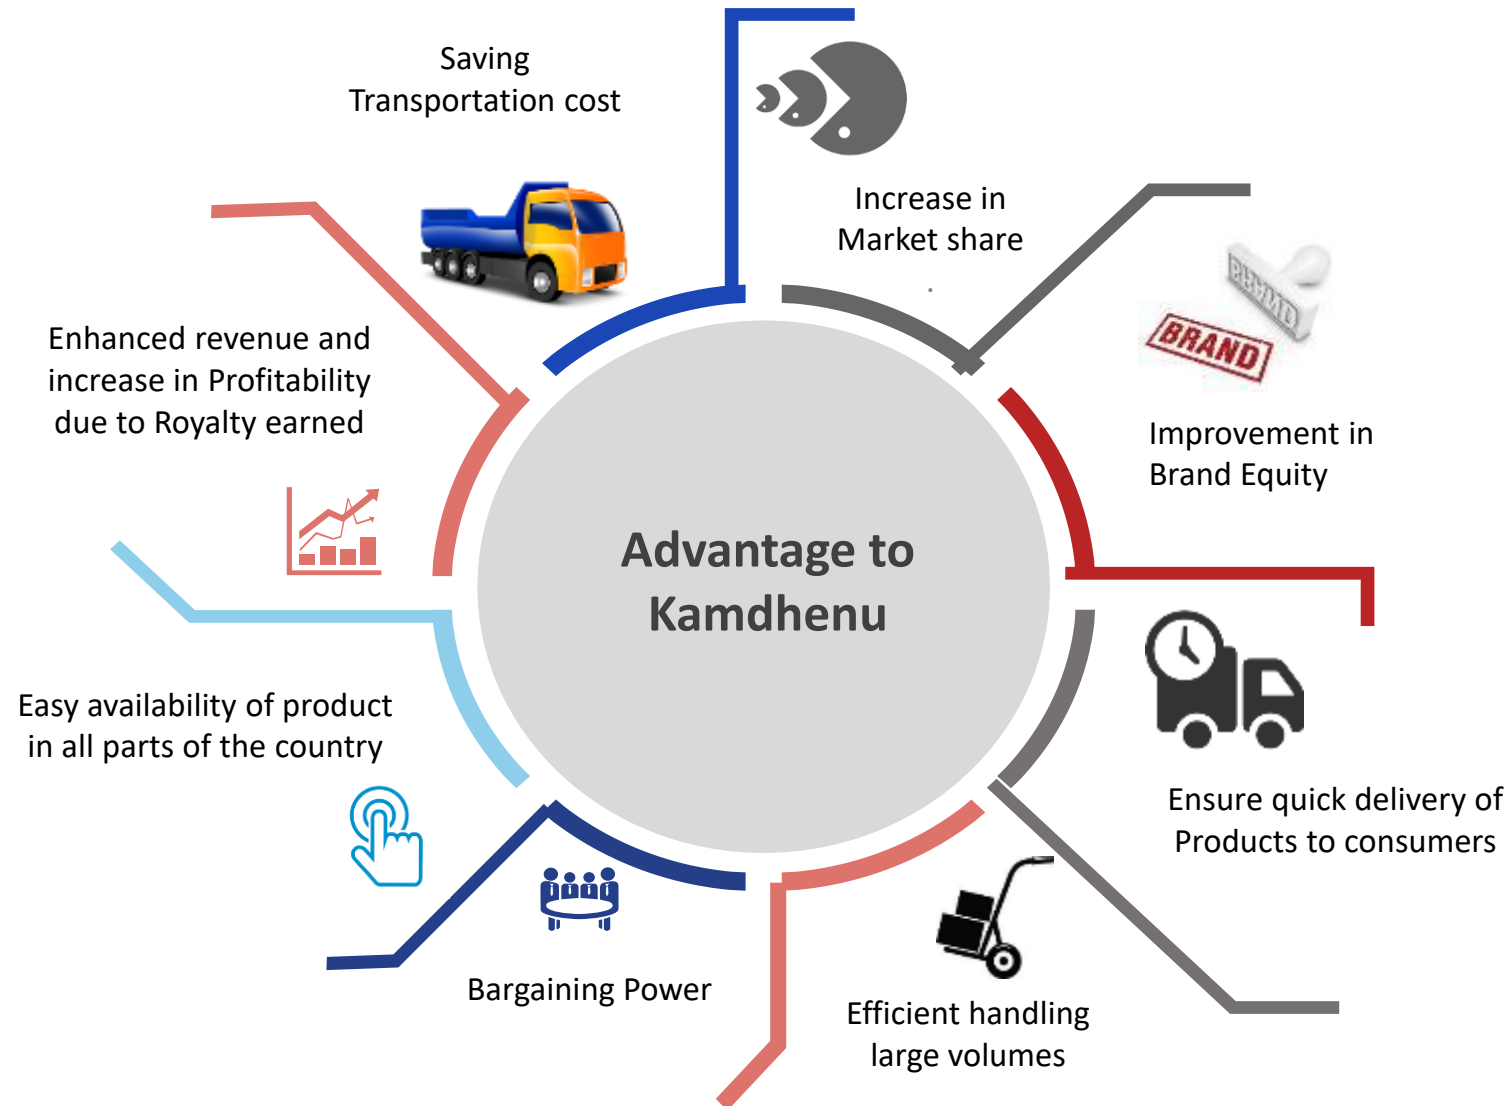 Saving
Transportation cost
Increase in
Market share
.
BRAND
BRAND
Improvement in
Brand Equity
Enhanced revenue and
increase in Profitability
due to Royalty earned
Advantage to
Kamdhenu
Easy availability of product
in all parts of the country
Ensure quick delivery of
Products to consumers
Bargaining Power
Efficient handling
large volumes